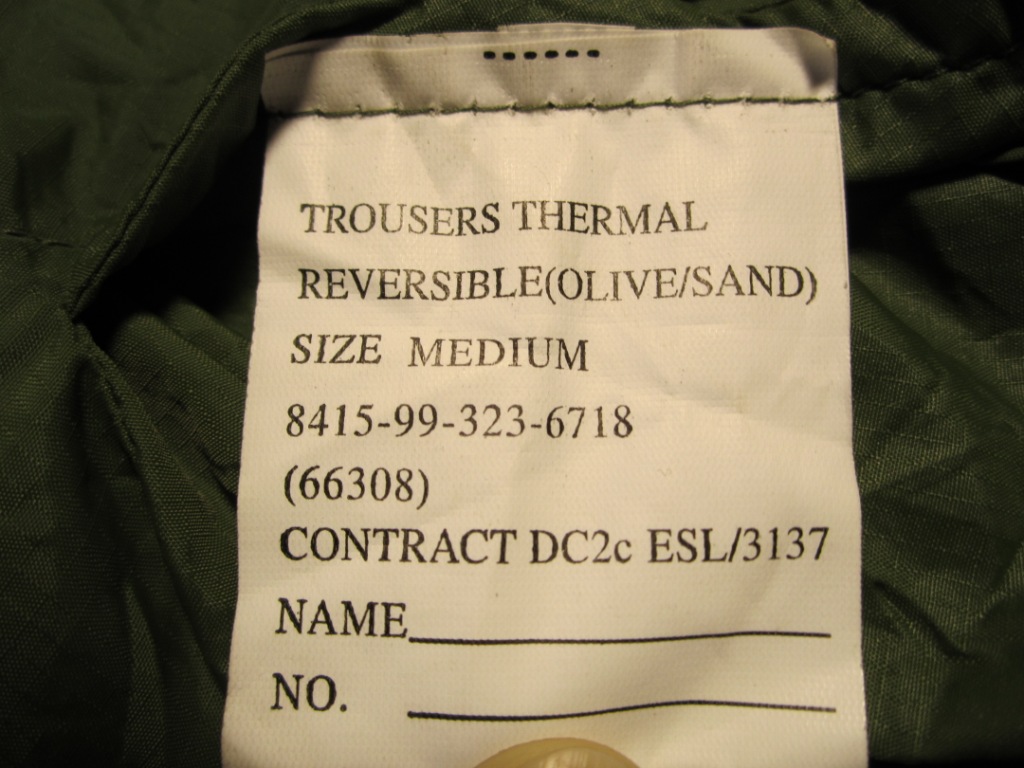 TROUSERS THERMAL
REVERSIBLE(OLIVE/SAND)
SIZE MEDIUM
8415-99-323-6718
(66308)
CONTRACT DC2c ESL/3137
NAME
NO.